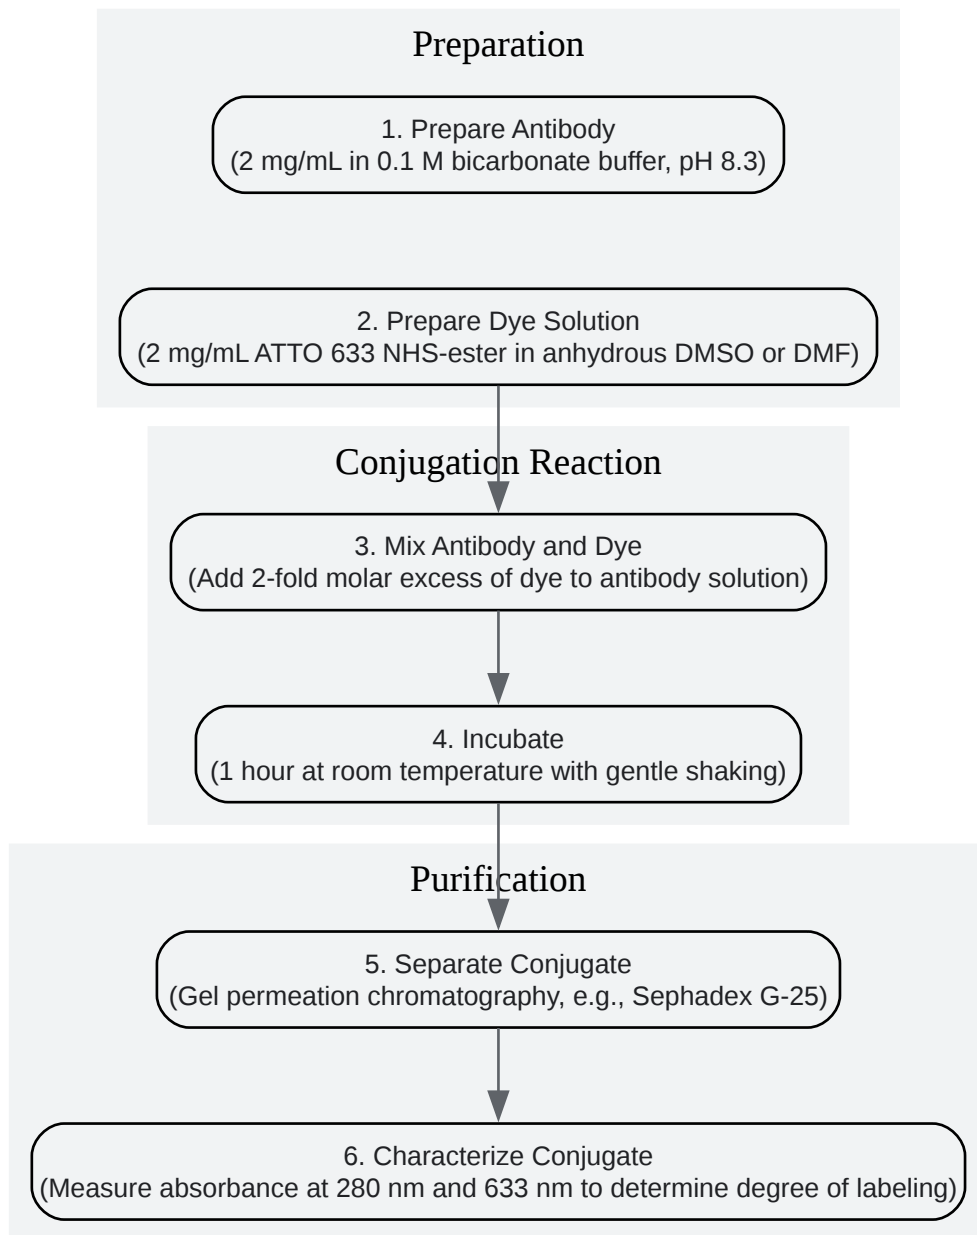 Preparation
1. Prepare Antibody
(2 mg/mL in 0.1 M bicarbonate buffer, pH 8.3)
2. Prepare Dye Solution
(2 mg/mL ATTO 633 NHS-ester in anhydrous DMSO or DMF)
Conjugation Reaction
3. Mix Antibody and Dye
(Add 2-fold molar excess of dye to antibody solution)
4. Incubate
(1 hour at room temperature with gentle shaking)
Purification
5. Separate Conjugate
(Gel permeation chromatography, e.g., Sephadex G-25)
6. Characterize Conjugate
(Measure absorbance at 280 nm and 633 nm to determine degree of labeling)